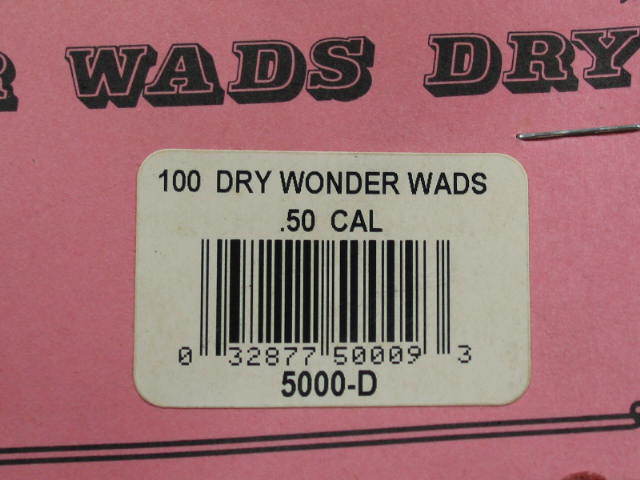 R WADS DRY
100 DRY WONDER WADS
.50 CAL
0 32877 50009 3
5000-D